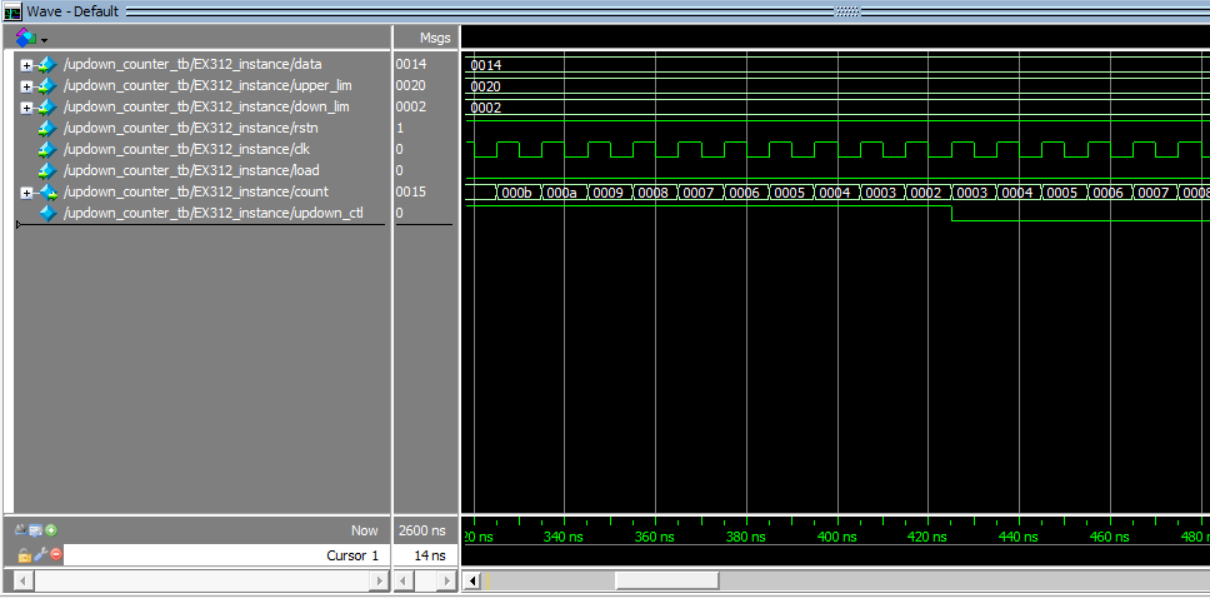 Wave - Default
Msgs
/updown_counter_tb/EX312_instance/data 0014 0014
/updown_counter_tb/EX312_instance/upper_lim 0020 0020
/updown_counter_tb/EX312_instance/down_lim 0002 0002
/updown_counter_tb/EX312_instance/rstn 1
/updown_counter_tb/EX312_instance/clk 0
/updown_counter_tb/EX312_instance/load 0
/updown_counter_tb/EX312_instance/count 0015 000b 000a 0009 0008 0007 0006 0005 0004 0003 0002 0003 0004 0005 0006 0007 0008
/updown_counter_tb/EX312_instance/updown_ctl 0
Now 2600 ns 20 ns 340 ns 360 ns 380 ns 400 ns 420 ns 440 ns 460 ns 480 n
Cursor 1 14 ns